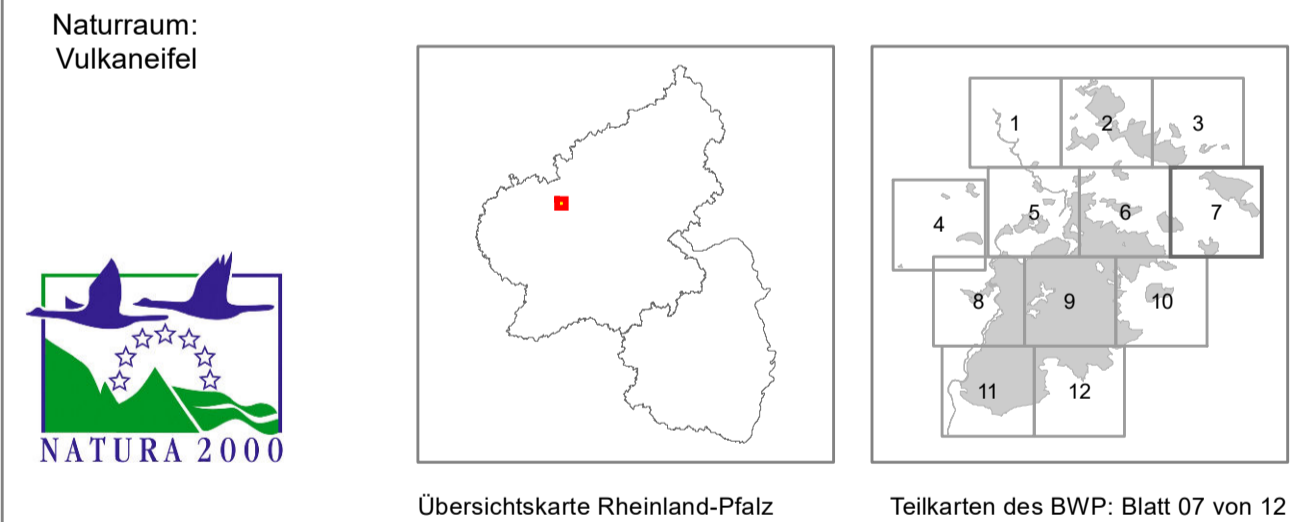 Naturraum:
Vulkaneifel
NATURA 2000
Übersichtskarte Rheinland-Pfalz
1
2
3
4
5
6
7
8
9
10
11
12
Teilkarten des BWP: Blatt 07 von 12